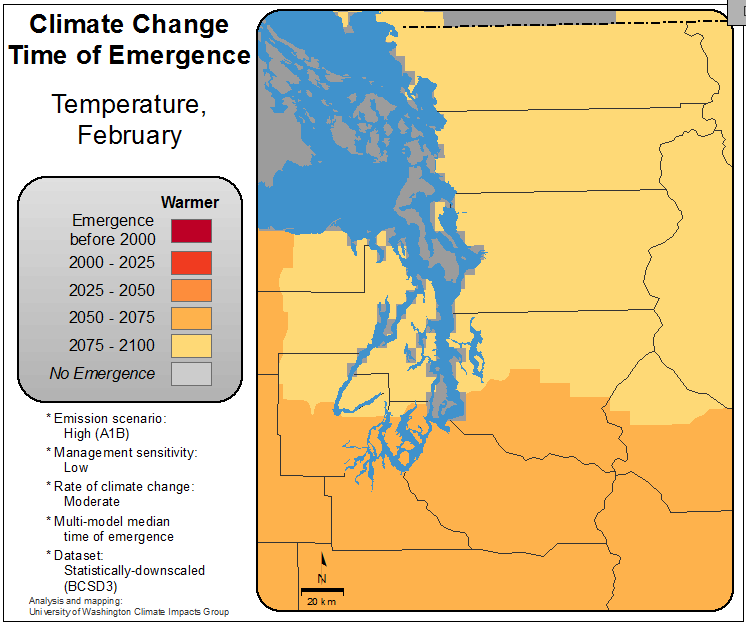 Climate Change
Time of Emergence
Temperature,
February
Warmer
Emergence
before 2000
2000 - 2025
2025 - 2050
2050 - 2075
2075 - 2100
No Emergence
* Emission scenario:
High (A1B)
* Management sensitivity:
Low
* Rate of climate change:
Moderate
* Multi-model median
time of emergence
* Dataset:
Statistically-downscaled
(BCSD3)
Analysis and mapping:
University of Washington Climate Impacts Group
N
20 km